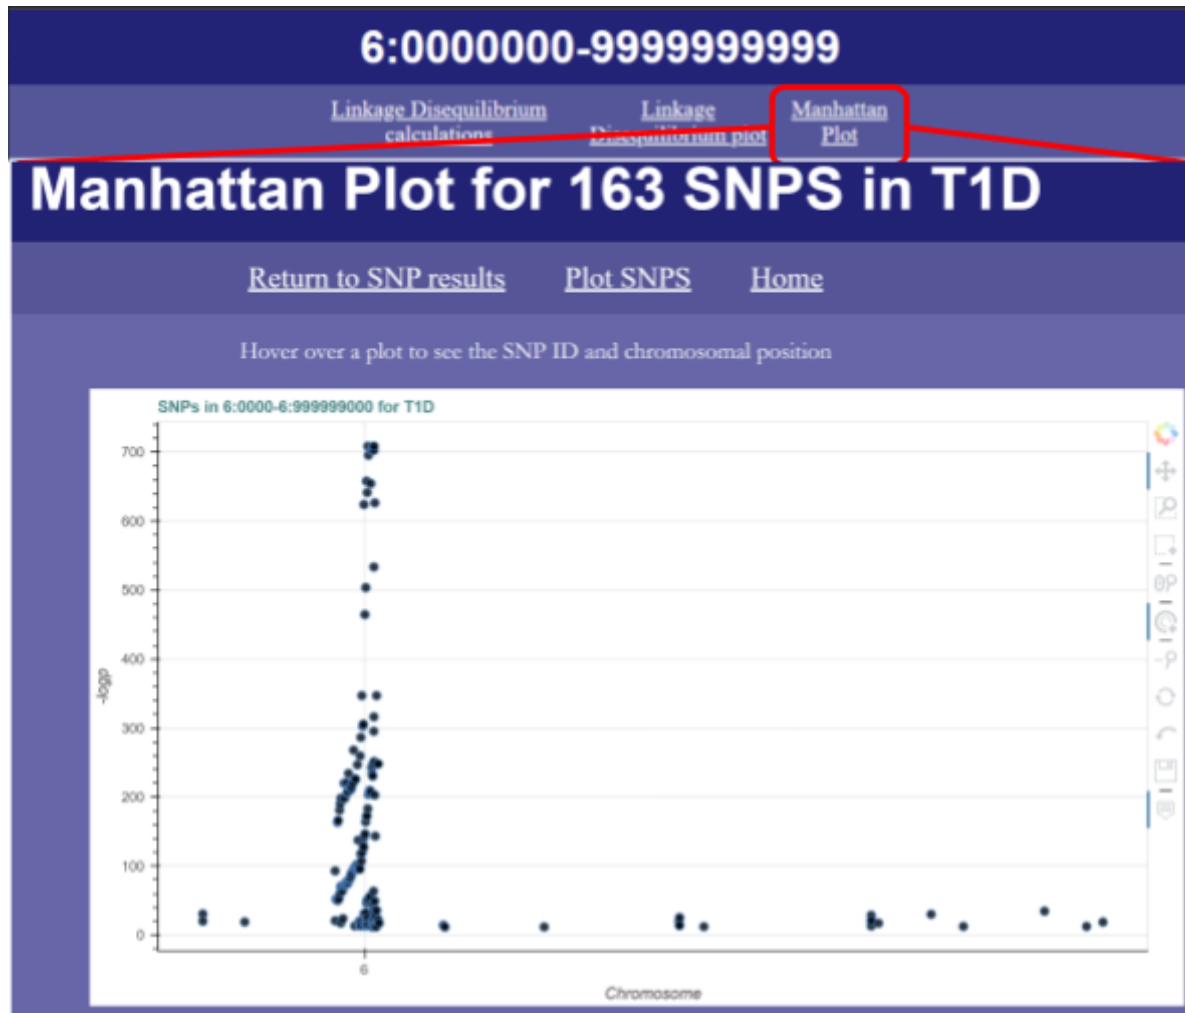 6:0000000-9999999999
Linkage Disequilibrium
calculations
Linkage
Disequilibrium plot
Manhattan
Plot
Manhattan Plot for 163 SNPS in T1D
Return to SNP results
Plot SNPS
Home
Hover over a plot to see the SNP ID and chromosomal position
SNPs in 6:0000-6:999999000 for T1D
700
600
500
400
300
200
100
0
-logp
6
Chromosome